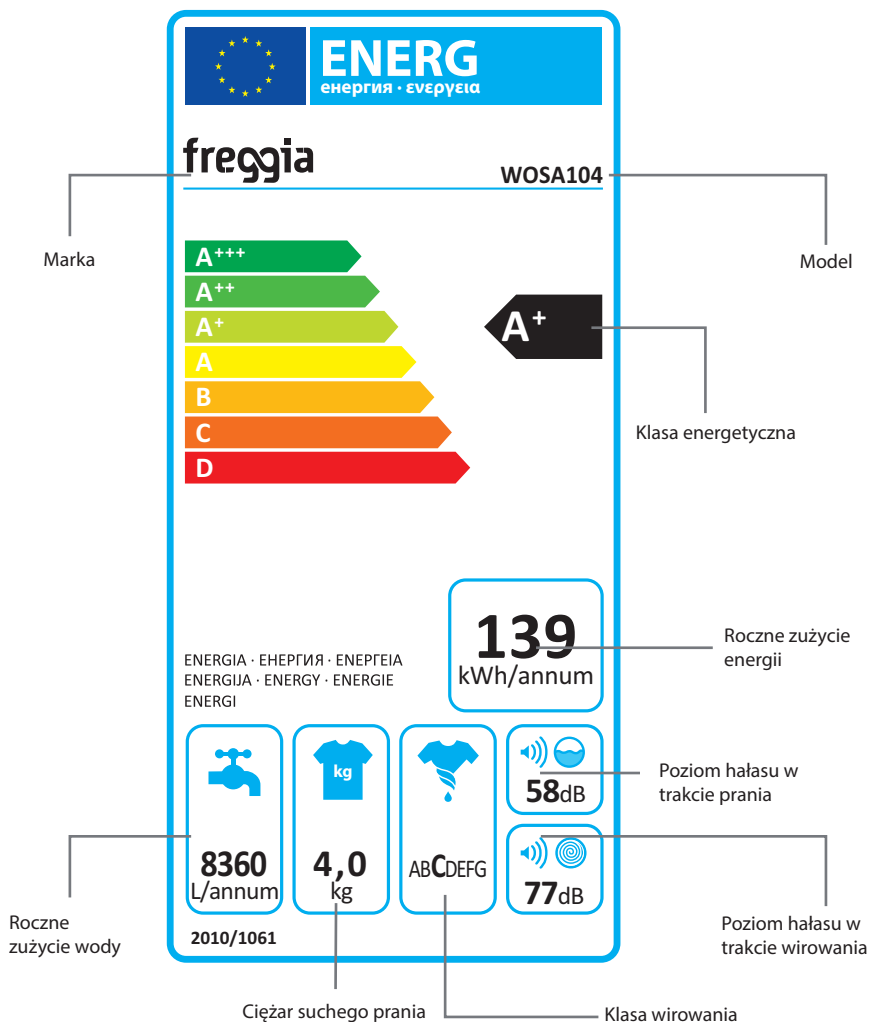 ENERG
енергия · ενεργεια
freggia
WOSA104
Marka
Model
A+++
A++
A+
A
B
C
D
A+
Klasa energetyczna
139
kWh/annum
Roczne zużycie
energii
ENERGIA · ЕНЕРГИЯ · ΕΝΕΡΓΕΙΑ
ENERGIJA · ENERGY · ENERGIE
ENERGI
kg
58dB
Poziom hałasu w
trakcie prania
8360
L/annum
4,0
kg
ABCDEFG
77dB
Roczne
zużycie wody
Poziom hałasu w
trakcie wirowania
2010/1061
Ciężar suchego prania
Klasa wirowania